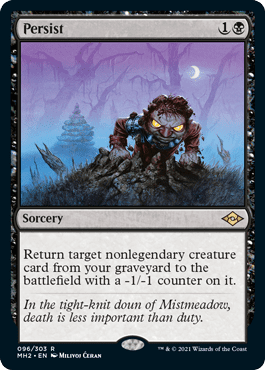 Persist 1
Sorcery
Return target nonlegendary creature
card from your graveyard to the
battlefield with a -1/-1 counter on it.
In the tight-knit doun of Mistmeadow,
death is less important than duty.
096/303 R
MH2 • EN Milivoj Ćeran
™ & © 2021 Wizards of the Coast